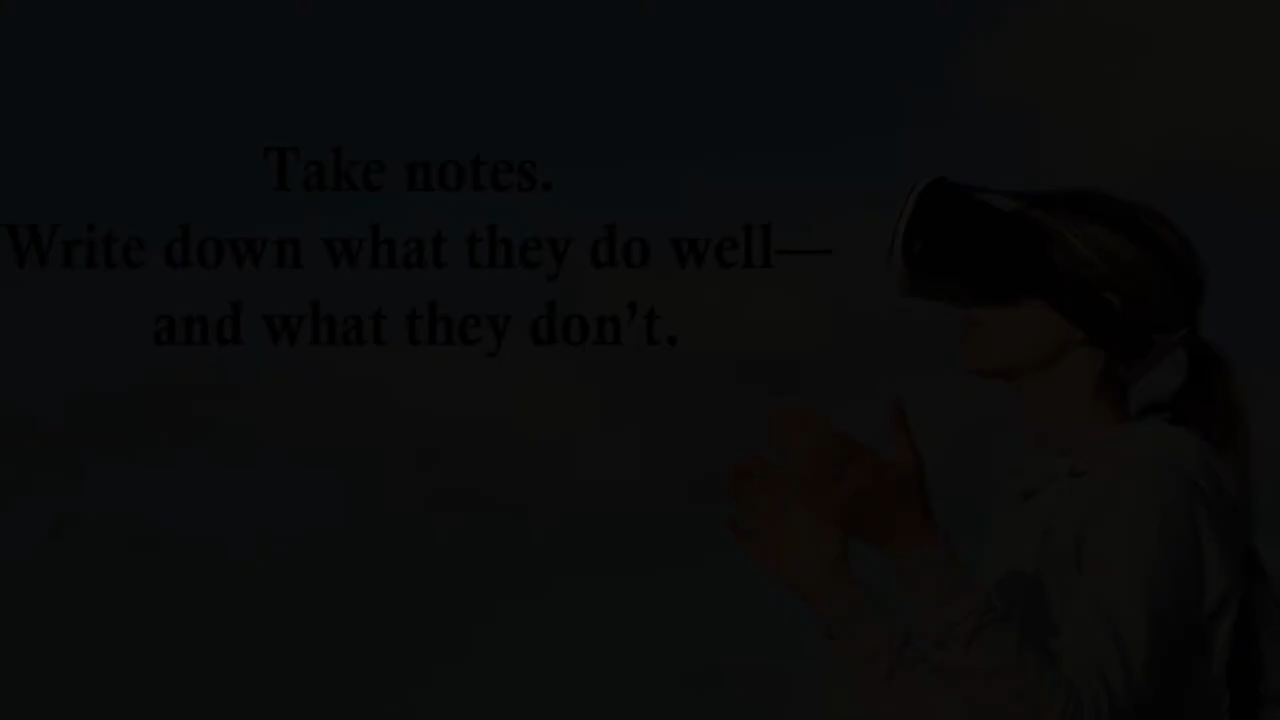 Take notes.
Write down what they do well—
and what they don't.